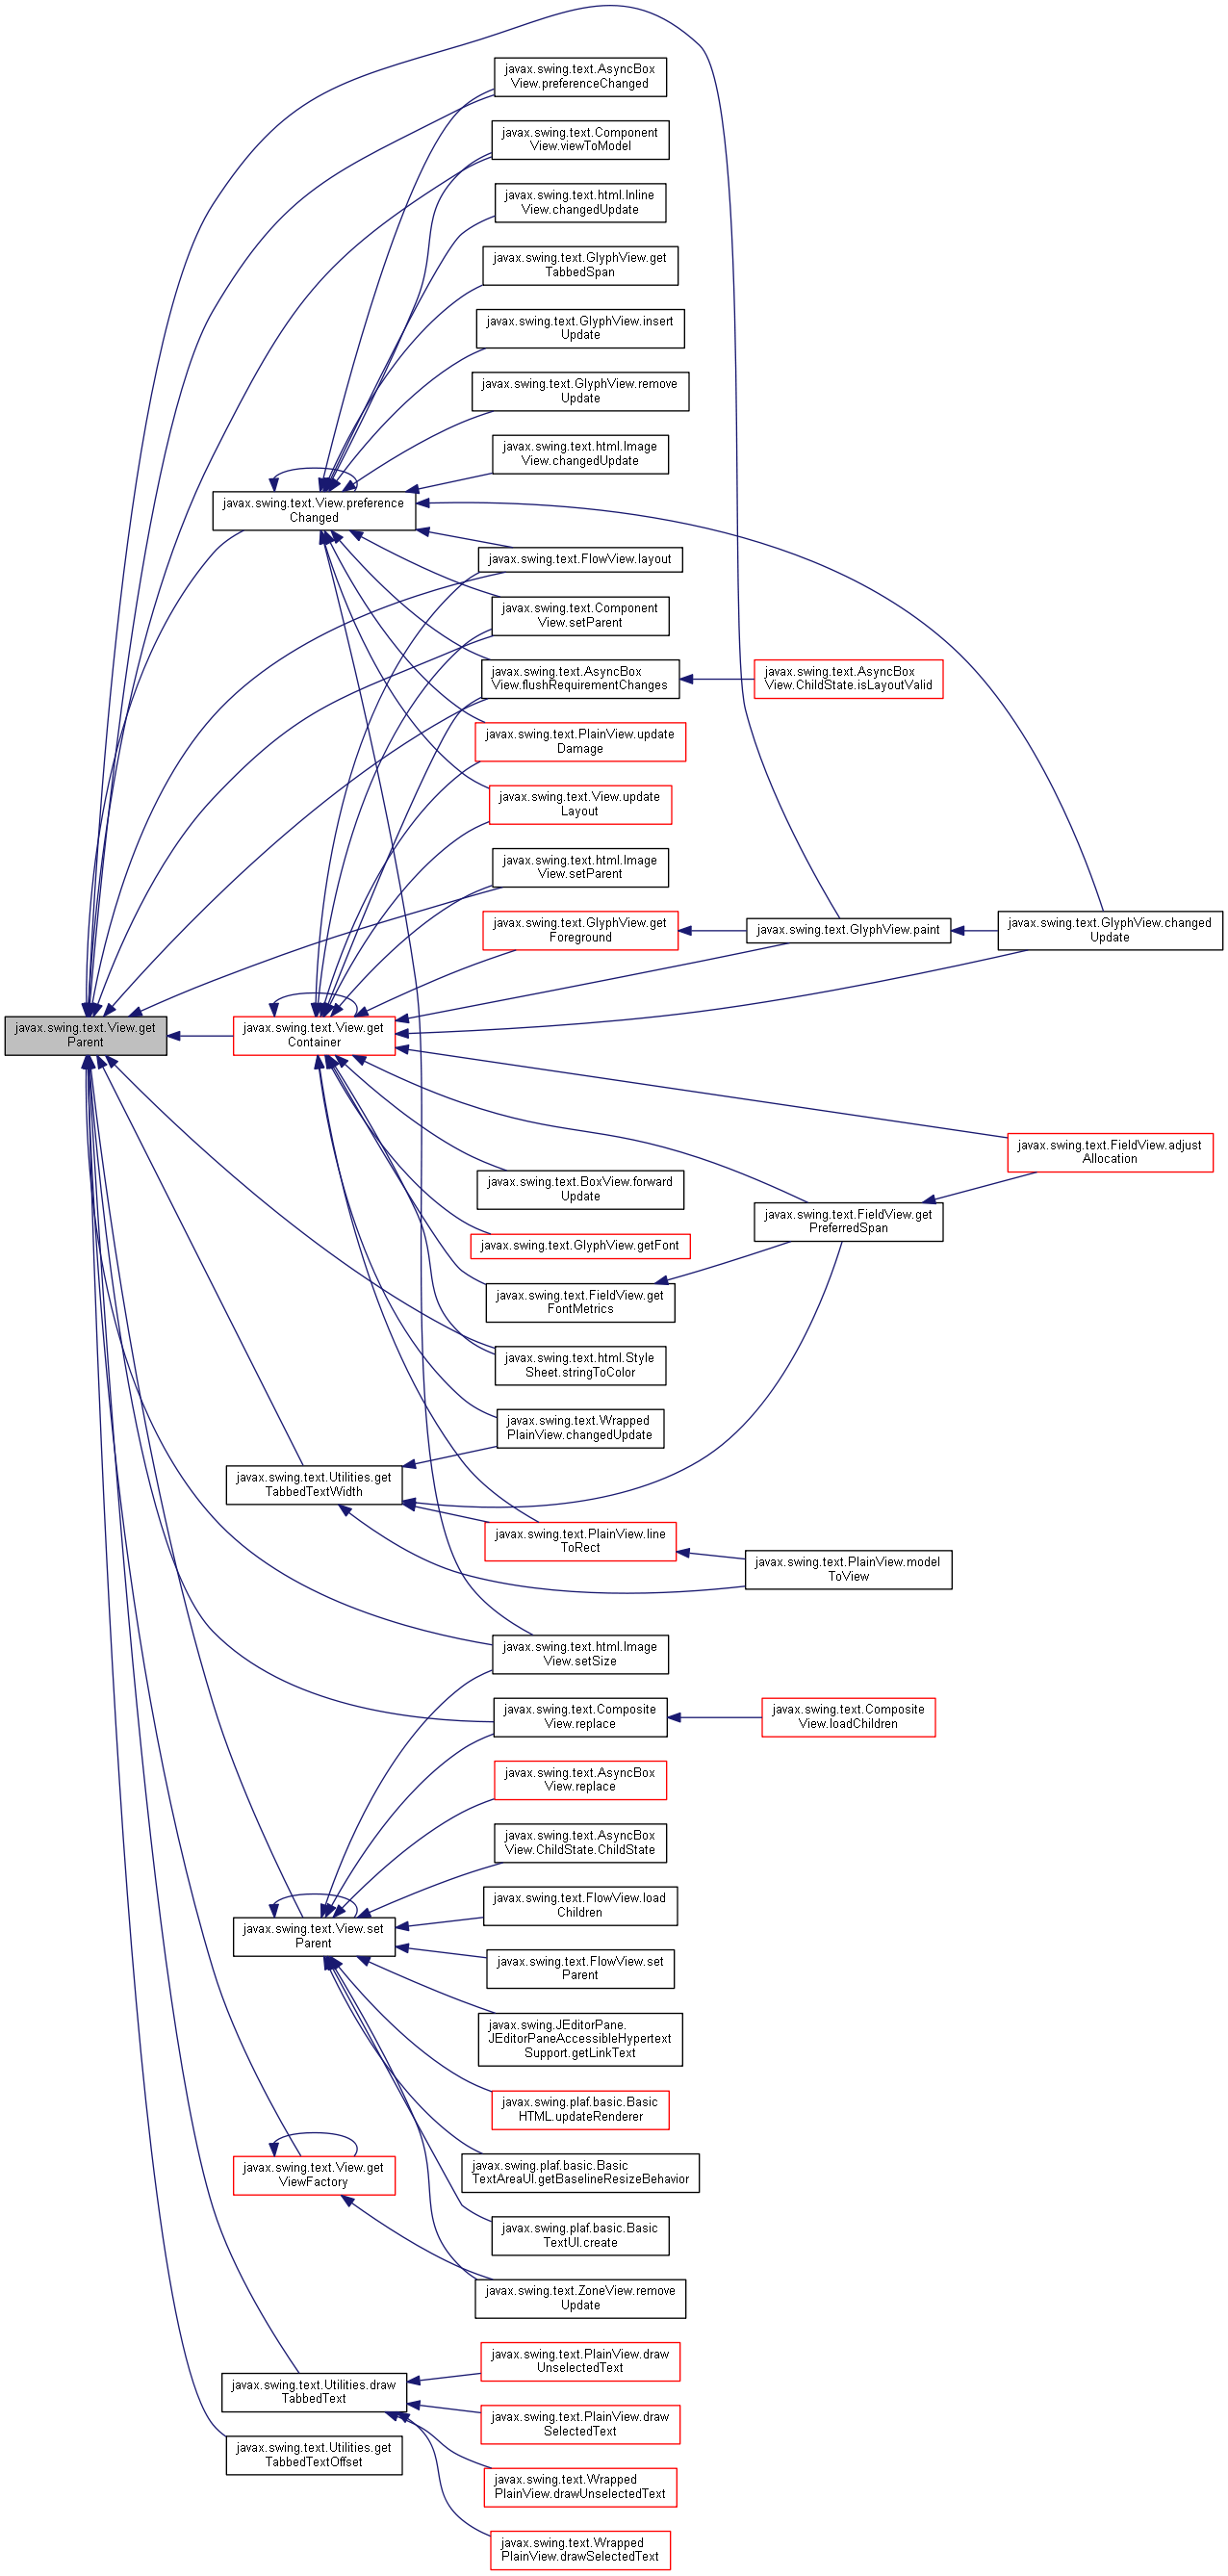 javax.swing.text.AsyncBox
View.preferenceChanged
javax.swing.text.Component
View.viewToModel
javax.swing.text.html.Inline
View.changedUpdate
javax.swing.text.GlyphView.get
TabbedSpan
javax.swing.text.GlyphView.insert
Update
javax.swing.text.GlyphView.remove
Update
javax.swing.text.html.Image
View.changedUpdate
javax.swing.text.View.preference
Changed
javax.swing.text.FlowView.layout
javax.swing.text.Component
View.setParent
javax.swing.text.AsyncBox
View.flushRequirementChanges
javax.swing.text.AsyncBox
View.ChildState.isLayoutValid
javax.swing.text.PlainView.update
Damage
javax.swing.text.View.update
Layout
javax.swing.text.html.Image
View.setParent
javax.swing.text.GlyphView.get
Foreground
javax.swing.text.GlyphView.paint
javax.swing.text.GlyphView.changed
Update
javax.swing.text.View.get
Parent
javax.swing.text.View.get
Container
javax.swing.text.FieldView.adjust
Allocation
javax.swing.text.BoxView.forward
Update
javax.swing.text.FieldView.get
PreferredSpan
javax.swing.text.GlyphView.getFont
javax.swing.text.FieldView.get
FontMetrics
javax.swing.text.html.Style
Sheet.stringToColor
javax.swing.text.Wrapped
PlainView.changedUpdate
javax.swing.text.Utilities.get
TabbedTextWidth
javax.swing.text.PlainView.line
ToRect
javax.swing.text.PlainView.model
ToView
javax.swing.text.html.Image
View.setSize
javax.swing.text.Composite
View.replace
javax.swing.text.Composite
View.loadChildren
javax.swing.text.AsyncBox
View.replace
javax.swing.text.AsyncBox
View.ChildState.ChildState
javax.swing.text.FlowView.load
Children
javax.swing.text.View.set
Parent
javax.swing.text.FlowView.set
Parent
javax.swing.JEditorPane.
JEditorPaneAccessibleHypertext
Support.getLinkText
javax.swing.plaf.basic.Basic
HTML.updateRenderer
javax.swing.text.View.get
ViewFactory
javax.swing.plaf.basic.Basic
TextAreaUI.getBaselineResizeBehavior
javax.swing.plaf.basic.Basic
TextUI.create
javax.swing.text.ZoneView.remove
Update
javax.swing.text.PlainView.draw
UnselectedText
javax.swing.text.Utilities.draw
TabbedText
javax.swing.text.PlainView.draw
SelectedText
javax.swing.text.Utilities.get
TabbedTextOffset
javax.swing.text.Wrapped
PlainView.drawUnselectedText
javax.swing.text.Wrapped
PlainView.drawSelectedText